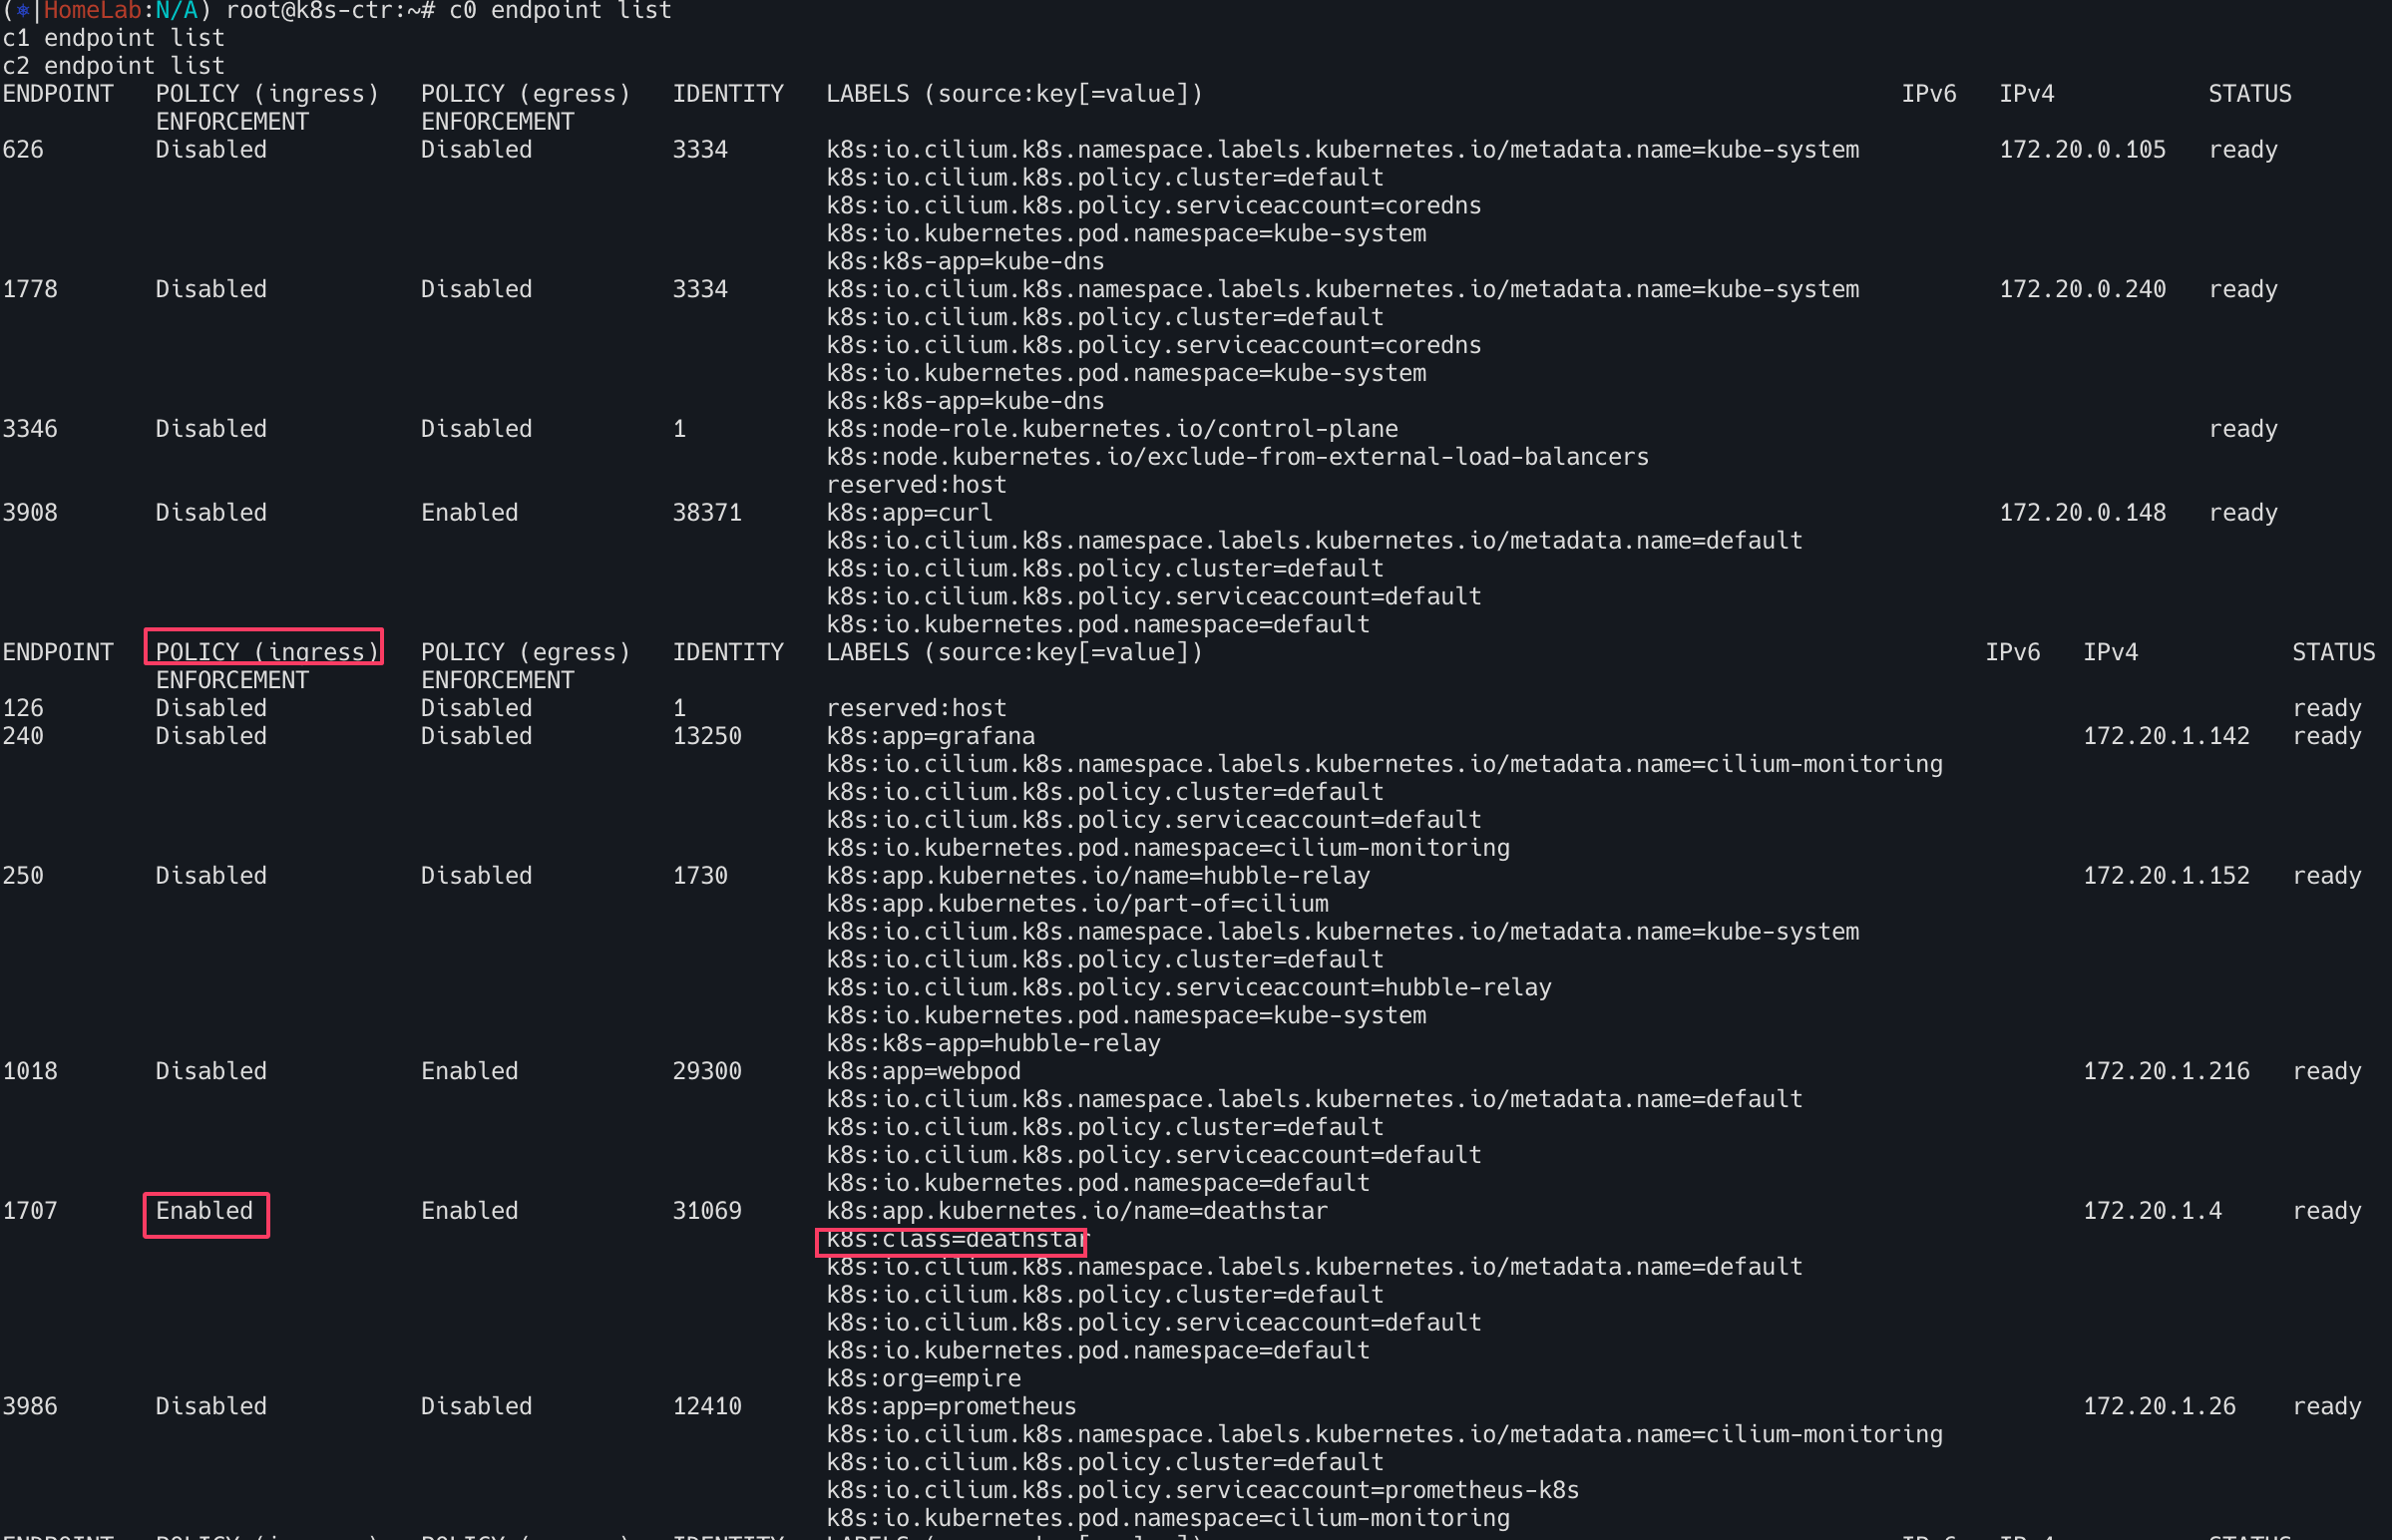 (⎈|HomeLab:N/A) root@k8s-ctr:~# c0 endpoint list
c1 endpoint list
c2 endpoint list
ENDPOINT   POLICY (ingress)   POLICY (egress)   IDENTITY   LABELS (source:key[=value])   IPv6   IPv4   STATUS
ENFORCEMENT   ENFORCEMENT
626   Disabled   Disabled   3334   k8s:io.cilium.k8s.namespace.labels.kubernetes.io/metadata.name=kube-system   172.20.0.105   ready
k8s:io.cilium.k8s.policy.cluster=default
k8s:io.cilium.k8s.policy.serviceaccount=coredns
k8s:io.kubernetes.pod.namespace=kube-system
k8s:k8s-app=kube-dns
1778   Disabled   Disabled   3334   k8s:io.cilium.k8s.namespace.labels.kubernetes.io/metadata.name=kube-system   172.20.0.240   ready
k8s:io.cilium.k8s.policy.cluster=default
k8s:io.cilium.k8s.policy.serviceaccount=coredns
k8s:io.kubernetes.pod.namespace=kube-system
k8s:k8s-app=kube-dns
3346   Disabled   Disabled   1   k8s:node-role.kubernetes.io/control-plane   ready
k8s:node.kubernetes.io/exclude-from-external-load-balancers
reserved:host
3908   Disabled   Enabled   38371   k8s:app=curl   172.20.0.148   ready
k8s:io.cilium.k8s.namespace.labels.kubernetes.io/metadata.name=default
k8s:io.cilium.k8s.policy.cluster=default
k8s:io.cilium.k8s.policy.serviceaccount=default
k8s:io.kubernetes.pod.namespace=default
ENDPOINT   POLICY (ingress)   POLICY (egress)   IDENTITY   LABELS (source:key[=value])   IPv6   IPv4   STATUS
ENFORCEMENT   ENFORCEMENT
126   Disabled   Disabled   1   reserved:host   ready
240   Disabled   Disabled   13250   k8s:app=grafana   172.20.1.142   ready
k8s:io.cilium.k8s.namespace.labels.kubernetes.io/metadata.name=cilium-monitoring
k8s:io.cilium.k8s.policy.cluster=default
k8s:io.cilium.k8s.policy.serviceaccount=default
k8s:io.kubernetes.pod.namespace=cilium-monitoring
250   Disabled   Disabled   1730   k8s:app.kubernetes.io/name=hubble-relay   172.20.1.152   ready
k8s:app.kubernetes.io/part-of=cilium
k8s:io.cilium.k8s.namespace.labels.kubernetes.io/metadata.name=kube-system
k8s:io.cilium.k8s.policy.cluster=default
k8s:io.cilium.k8s.policy.serviceaccount=hubble-relay
k8s:io.kubernetes.pod.namespace=kube-system
k8s:k8s-app=hubble-relay
1018   Disabled   Enabled   29300   k8s:app=webpod   172.20.1.216   ready
k8s:io.cilium.k8s.namespace.labels.kubernetes.io/metadata.name=default
k8s:io.cilium.k8s.policy.cluster=default
k8s:io.cilium.k8s.policy.serviceaccount=default
k8s:io.kubernetes.pod.namespace=default
1707   Enabled   Enabled   31069   k8s:app.kubernetes.io/name=deathstar   172.20.1.4   ready
k8s:class=deathstar
k8s:io.cilium.k8s.namespace.labels.kubernetes.io/metadata.name=default
k8s:io.cilium.k8s.policy.cluster=default
k8s:io.cilium.k8s.policy.serviceaccount=default
k8s:io.kubernetes.pod.namespace=default
k8s:org=empire
3986   Disabled   Disabled   12410   k8s:app=prometheus   172.20.1.26   ready
k8s:io.cilium.k8s.namespace.labels.kubernetes.io/metadata.name=cilium-monitoring
k8s:io.cilium.k8s.policy.cluster=default
k8s:io.cilium.k8s.policy.serviceaccount=prometheus-k8s
k8s:io.kubernetes.pod.namespace=cilium-monitoring
ENDPOINT   POLICY (ingress)   POLICY (egress)   IDENTITY   LABELS (source:key[=value])   IPv6   IPv4   STATUS